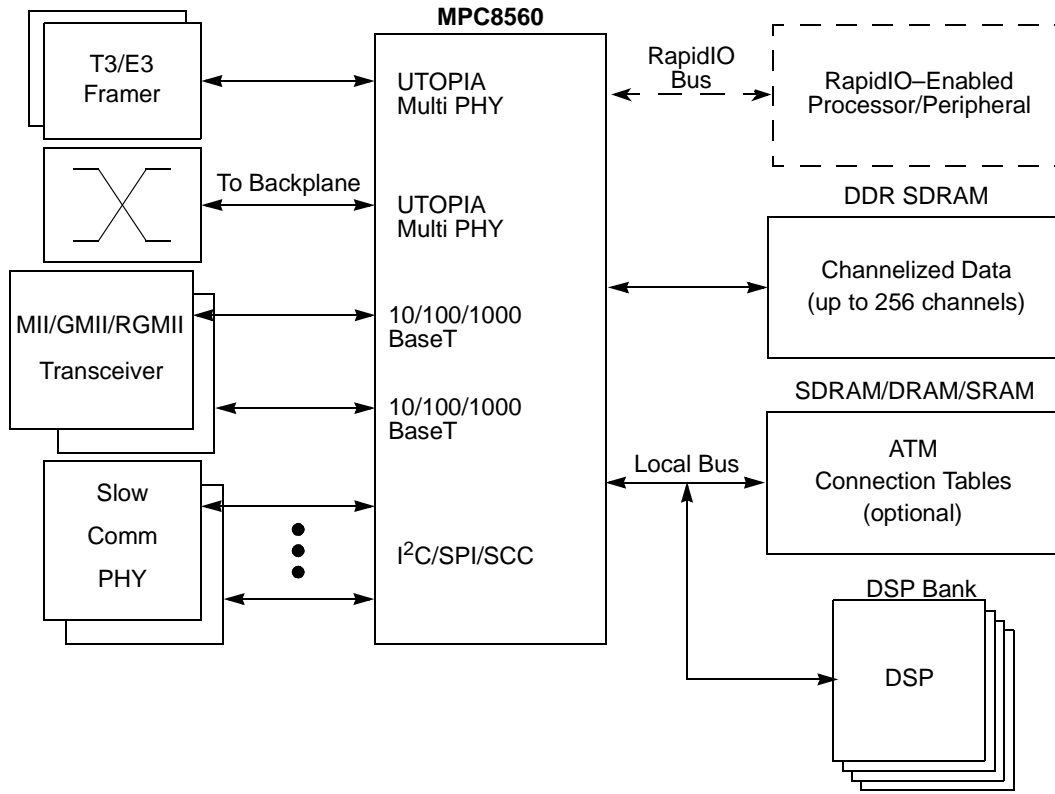 MPC8560
T3/E3
Framer
UTOPIA
Multi PHY
RapidIO
Bus
RapidIO–Enabled
Processor/Peripheral
To Backplane
UTOPIA
Multi PHY
DDR SDRAM
Channelized Data
(up to 256 channels)
MII/GMII/RGMII
Transceiver
10/100/1000
BaseT
10/100/1000
BaseT
SDRAM/DRAM/SRAM
Local Bus
ATM
Connection Tables
(optional)
Slow
Comm
PHY
I²C/SPI/SCC
DSP Bank
DSP